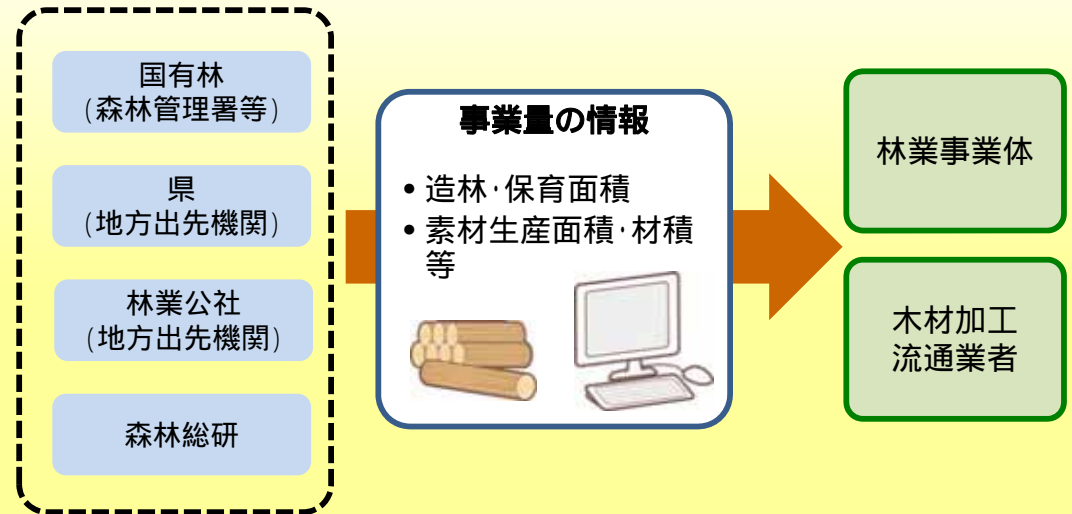 国有林
(森林管理署等)
県
(地方出先機関)
林業公社
(地方出先機関)
森林総研
事業量の情報
• 造林･保育面積
• 素材生産面積･材積
等
林業事業体
木材加工
流通業者